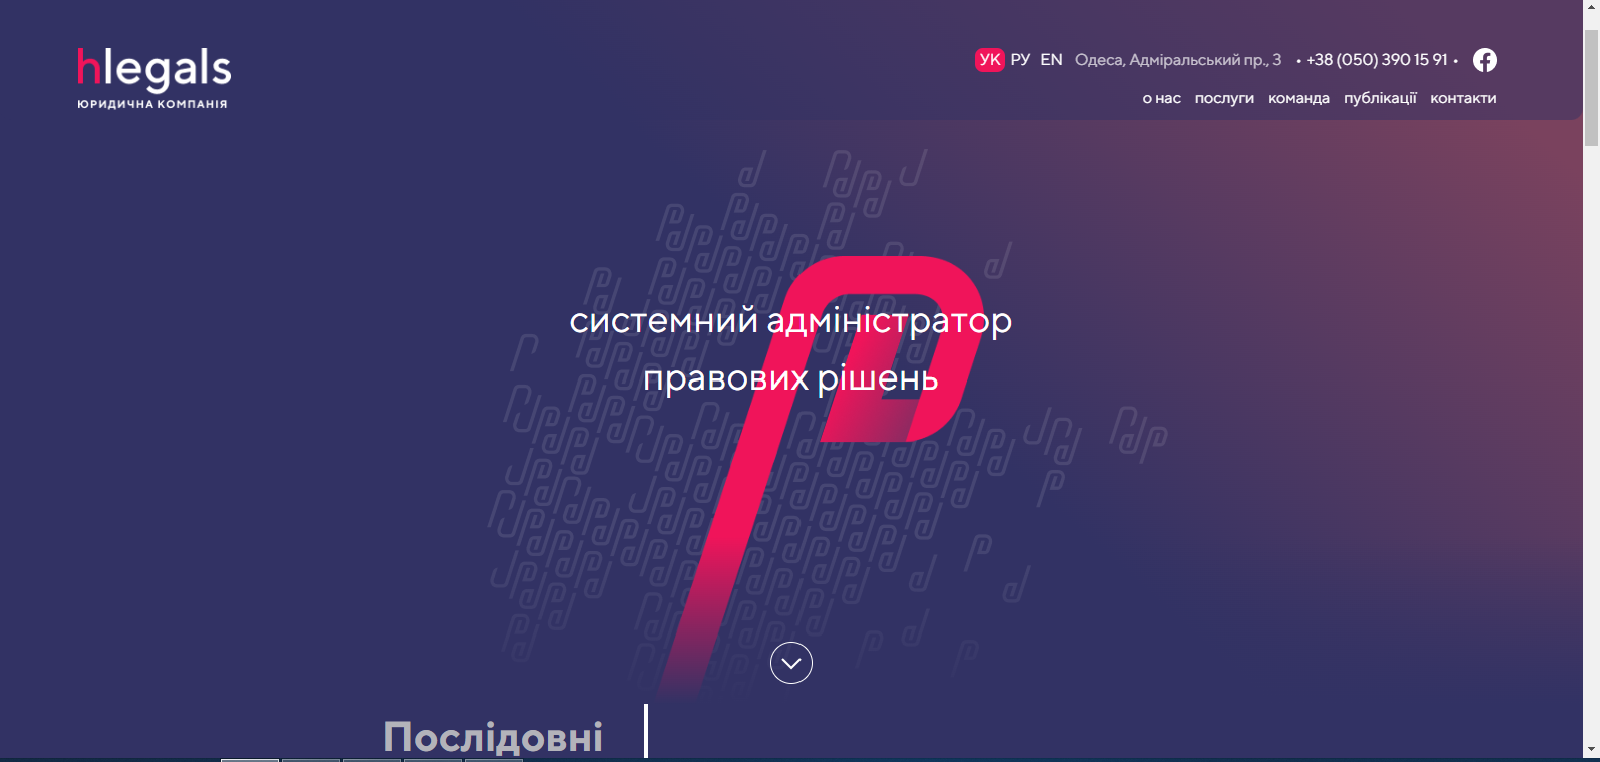 hlegals
ЮРИДИЧНА КОМПАНІЯ
УК РУ EN Одеса, Адміральський пр., 3 • +38 (050) 390 15 91 •
о нас послуги команда публікації контакти
системний адміністратор
правових рішень
Послідовні